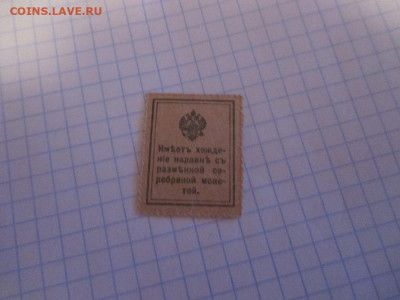 COINS.LAVE.RU
Имѣетъ хожде-
ніе наравнѣ съ
размѣнной се-
ребряной моне-
той.